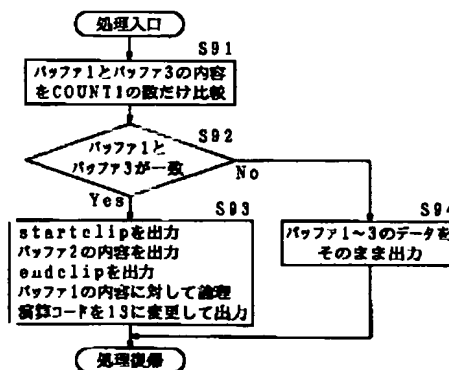 処理入口
S91
バッファ1とバッファ3の内容
をCOUNT1の数だけ比較
S92
バッファ1と
バッファ3が一致
No
Yes
S93
startclipを出力
バッファ2の内容を出力
endclipを出力
バッファ1の内容に対して論理
演算コードを13に変更して出力
S94
バッファ1~3のデータを
そのまま出力
処理復帰